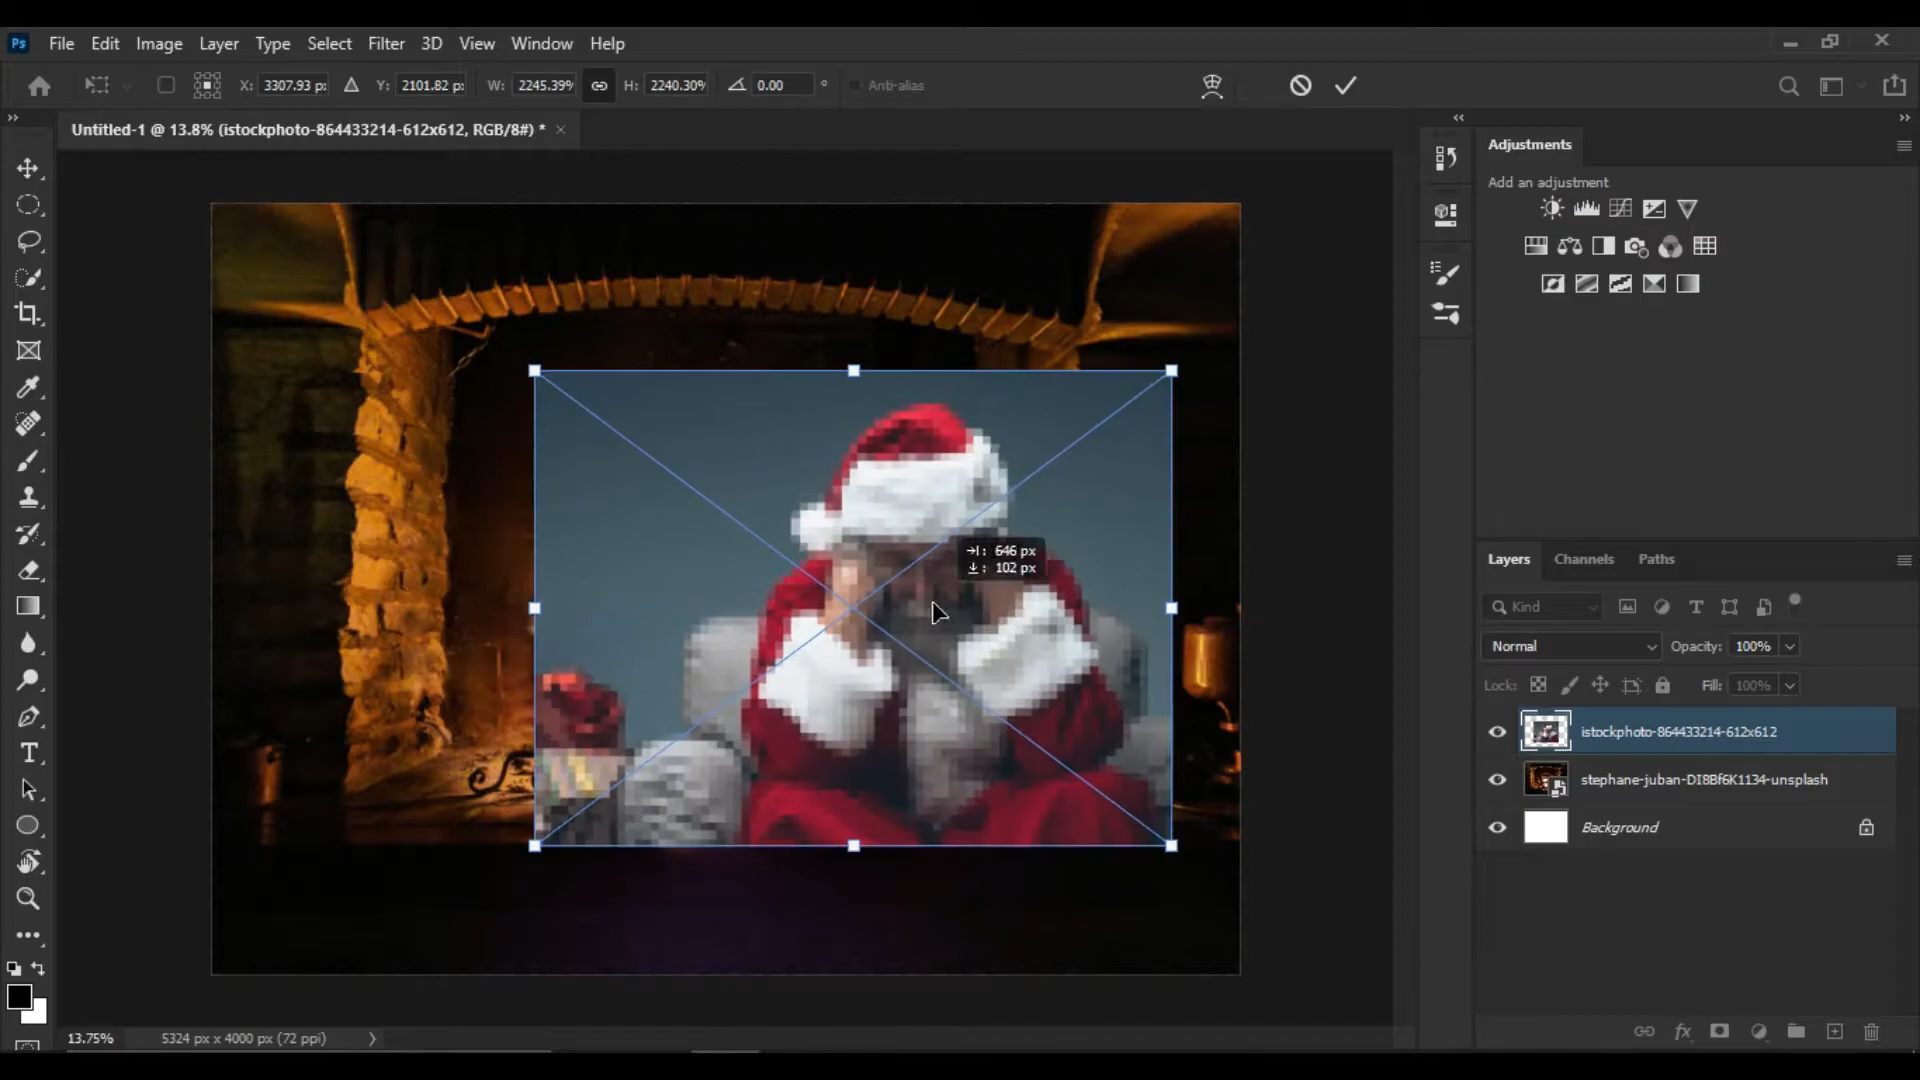 Ps File Edit Image Layer Type Select Filter 3D View Window Help
X: 3307.93 p: Y: 2101.82 p: W: 2245.39% H: 2240.30% 0.00 ° Anti-alias
Untitled-1 @ 13.8% (istockphoto-864433214-612x612, RGB/8#) * ×
Adjustments
Add an adjustment
: 646 px
: 102 px
Layers Channels Paths
Kind
Normal Opacity: 100%
Lock: Fill: 100%
istockphoto-864433214-612x612
stephane-juban-DI8Bf6K1134-unsplash
Background
13.75% 5324 px x 4000 px (72 ppi)